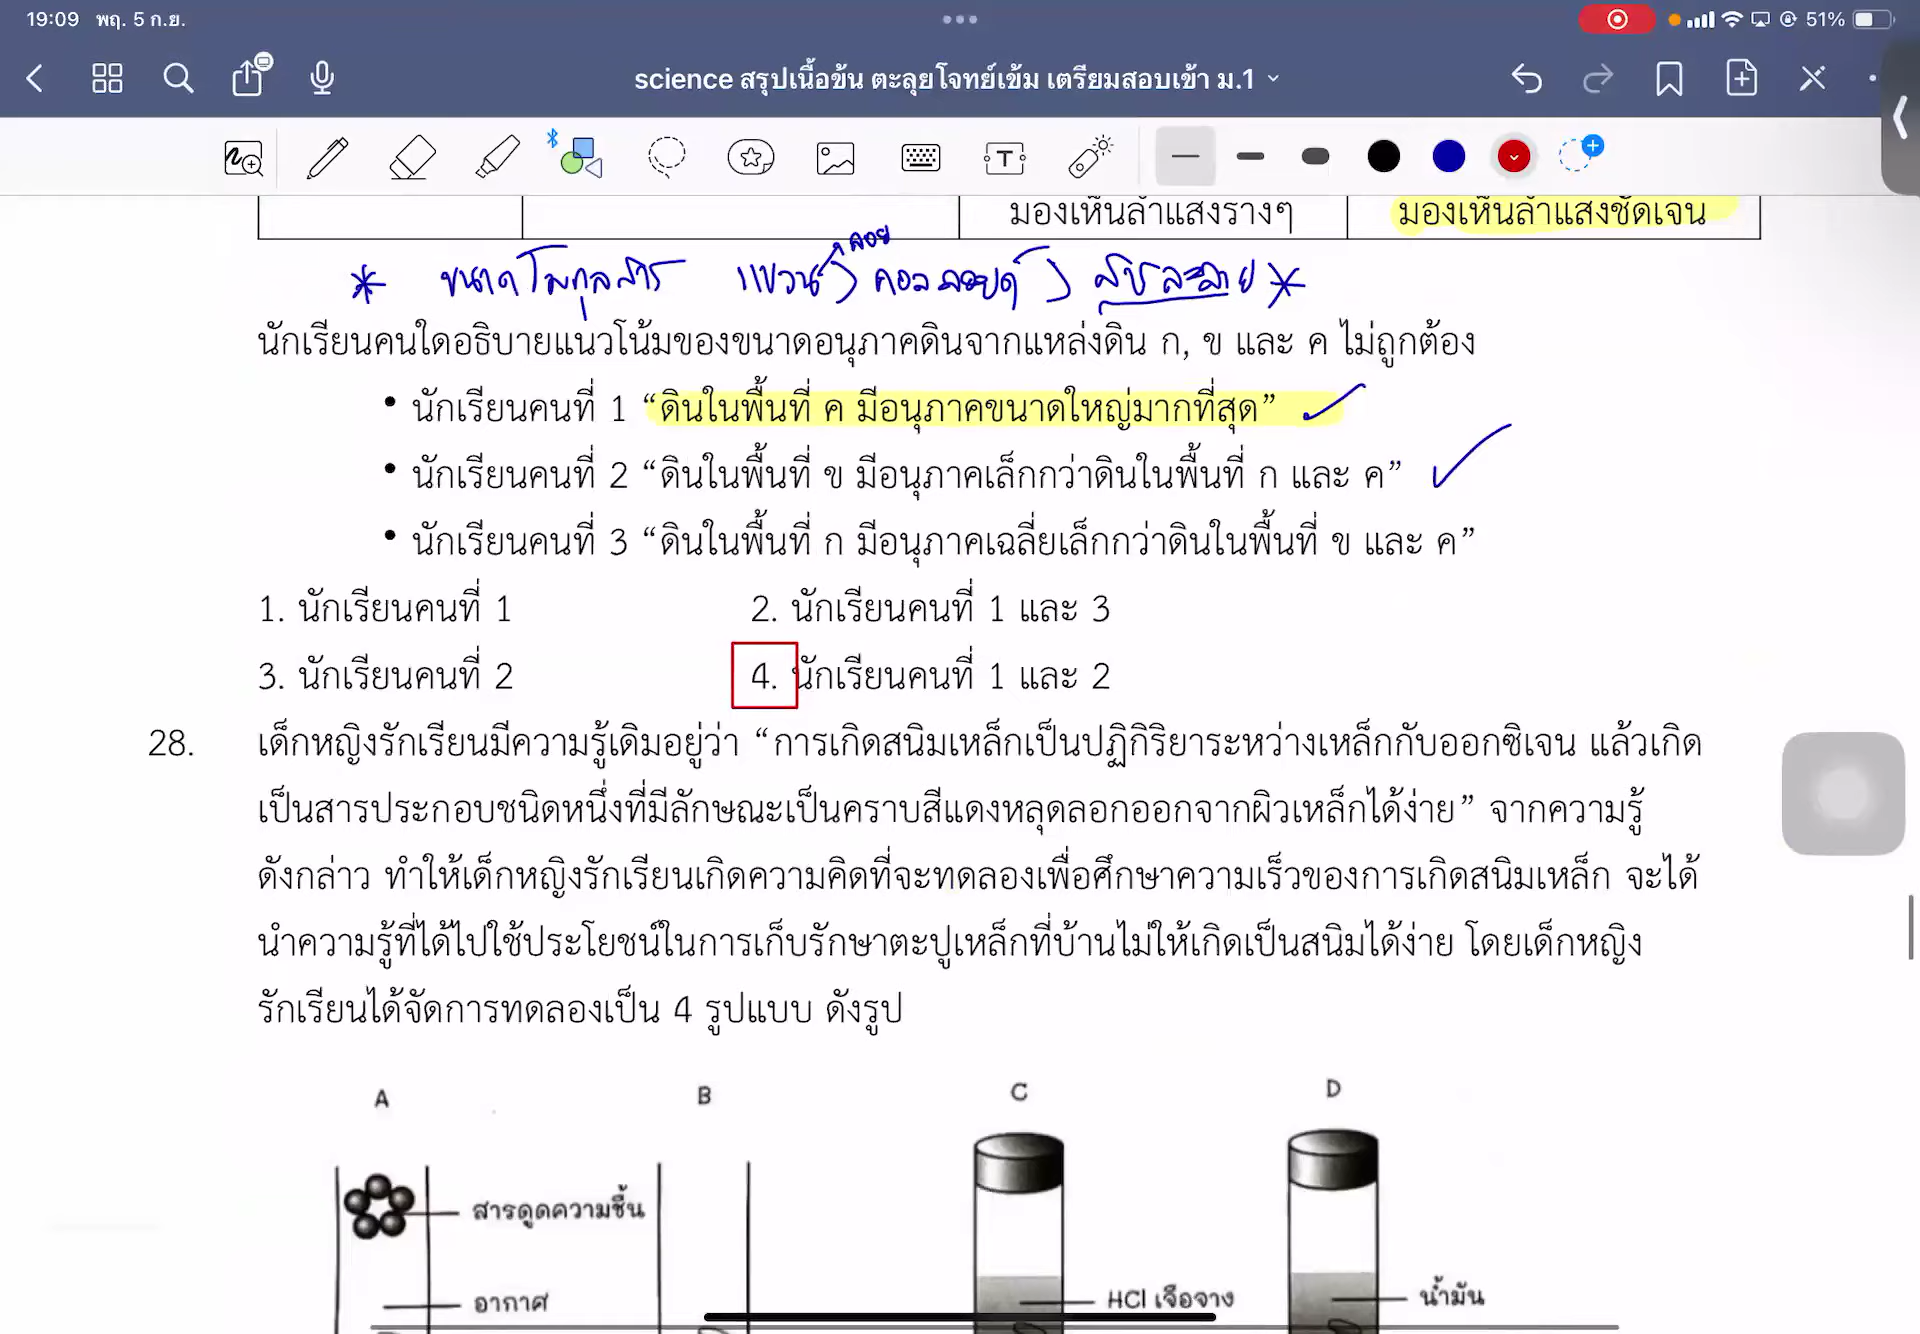 19:09 พฤ. 5 ก.ย.
51%
science สรุปเนื้อข้น ตะลุยโจทย์เข้ม เตรียมสอบเข้า ม.1
มองเห็นลำแสงรางๆ มองเห็นลำแสงชัดเจน
ลอย
* ขนาดโมกุลสาร แขวน > คอลลอยด์ > สารละลาย *
นักเรียนคนใดอธิบายแนวโน้มของขนาดอนุภาคดินจากแหล่งดิน ก, ข และ ค ไม่ถูกต้อง
• นักเรียนคนที่ 1 “ดินในพื้นที่ ค มีอนุภาคขนาดใหญ่มากที่สุด” ✓
• นักเรียนคนที่ 2 “ดินในพื้นที่ ข มีอนุภาคเล็กกว่าดินในพื้นที่ ก และ ค” ✓
• นักเรียนคนที่ 3 “ดินในพื้นที่ ก มีอนุภาคเฉลี่ยเล็กกว่าดินในพื้นที่ ข และ ค”
1. นักเรียนคนที่ 1 2. นักเรียนคนที่ 1 และ 3
3. นักเรียนคนที่ 2 4. นักเรียนคนที่ 1 และ 2
28. เด็กหญิงรักเรียนมีความรู้เดิมอยู่ว่า “การเกิดสนิมเหล็กเป็นปฏิกิริยาระหว่างเหล็กกับออกซิเจน แล้วเกิด
เป็นสารประกอบชนิดหนึ่งที่มีลักษณะเป็นคราบสีแดงหลุดลอกออกจากผิวเหล็กได้ง่าย” จากความรู้
ดังกล่าว ทำให้เด็กหญิงรักเรียนเกิดความคิดที่จะทดลองเพื่อศึกษาความเร็วของการเกิดสนิมเหล็ก จะได้
นำความรู้ที่ได้ไปใช้ประโยชน์ในการเก็บรักษาตะปูเหล็กที่บ้านไม่ให้เกิดเป็นสนิมได้ง่าย โดยเด็กหญิง
รักเรียนได้จัดการทดลองเป็น 4 รูปแบบ ดังรูป
A B C D
สารดูดความชื้น
อากาศ HCl เจือจาง น้ำมัน